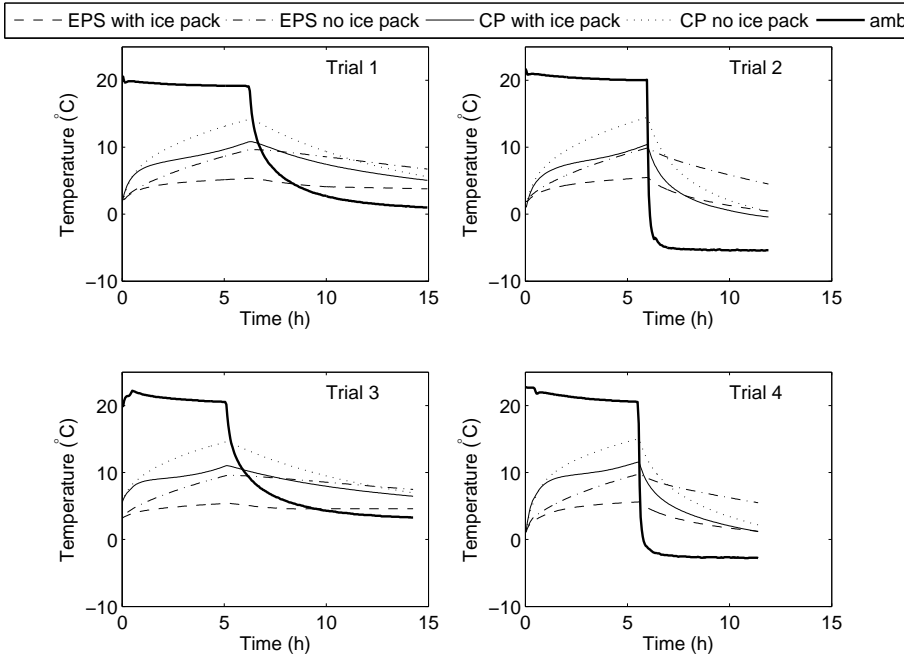 EPS with ice pack EPS no ice pack CP with ice pack CP no ice pack amb
Trial 1
20
10
0
−10
0 5 10 15
Temperature (°C)
Time (h)
Trial 2
20
10
0
−10
0 5 10 15
Temperature (°C)
Time (h)
Trial 3
20
10
0
−10
0 5 10 15
Temperature (°C)
Time (h)
Trial 4
20
10
0
−10
0 5 10 15
Temperature (°C)
Time (h)